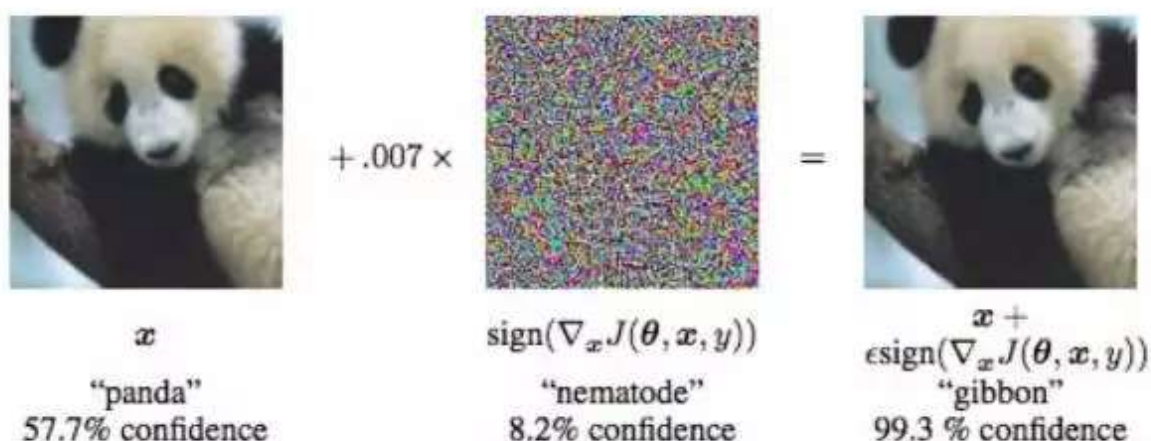 + .007 ×
=
x
“panda”
57.7% confidence
sign(∇ₓJ(θ, x, y))
“nematode”
8.2% confidence
x +
ϵsign(∇ₓJ(θ, x, y))
“gibbon”
99.3 % confidence